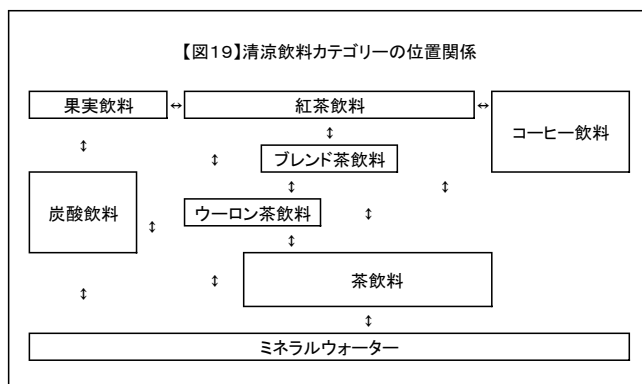 【図19】清涼飲料カテゴリーの位置関係
果実飲料 ↔ 紅茶飲料 ↔ コーヒー飲料
ブレンド茶飲料
炭酸飲料
ウーロン茶飲料
茶飲料
ミネラルウォーター